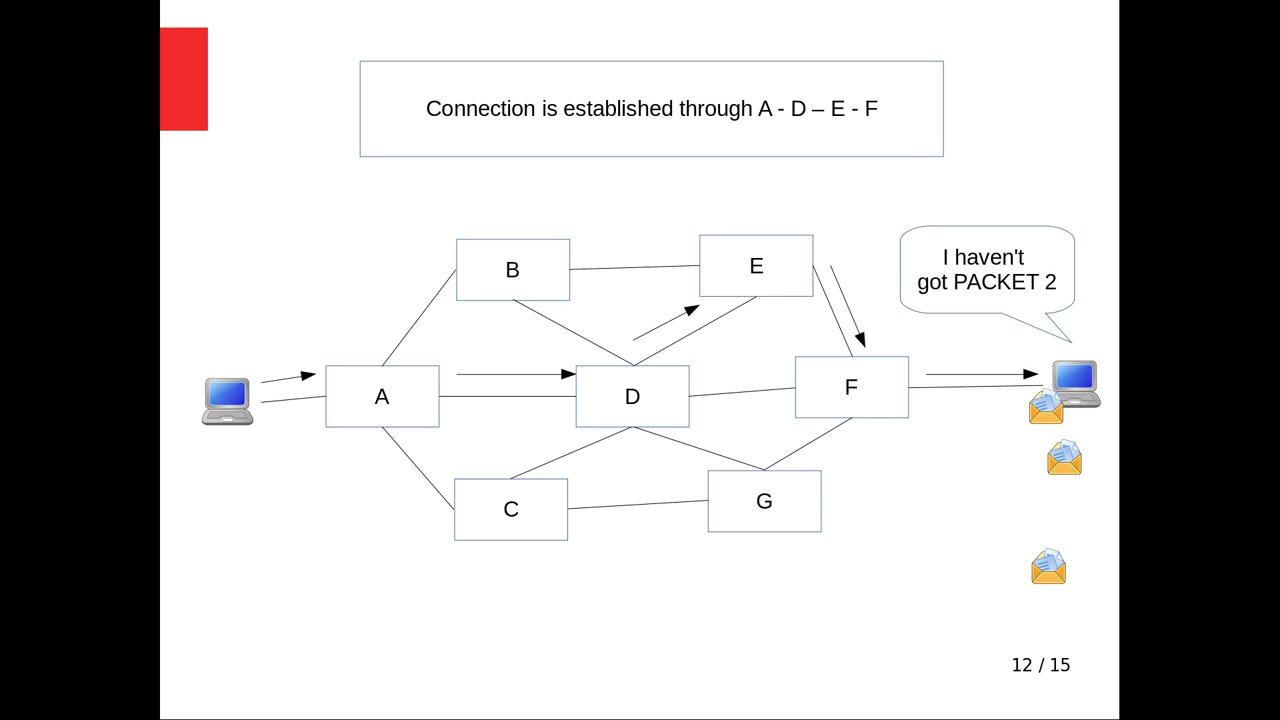 Connection is established through A - D – E - F
I haven't
got PACKET 2
B
E
A
D
F
C
G
12 / 15